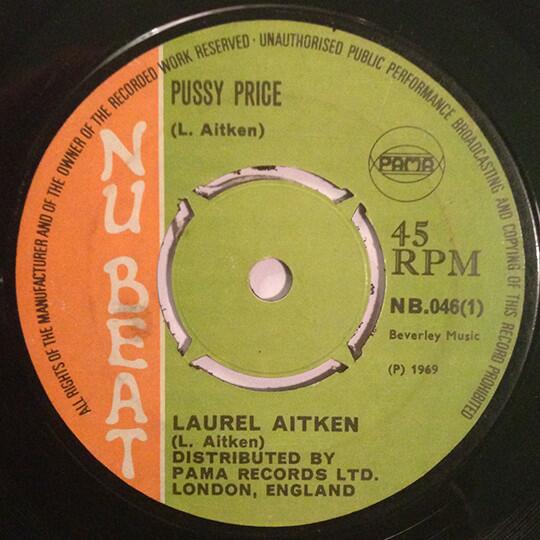 ALL RIGHTS OF THE MANUFACTURER AND OF THE OWNER OF THE RECORDED WORK RESERVED · UNAUTHORISED PUBLIC PERFORMANCE BROADCASTING AND COPYING OF THIS RECORD PROHIBITED
NU BEAT
PUSSY PRICE
(L. Aitken)
PAMA
45
RPM
NB.046(1)
Beverley Music
(P) 1969
LAUREL AITKEN
(L. Aitken)
DISTRIBUTED BY
PAMA RECORDS LTD.
LONDON, ENGLAND